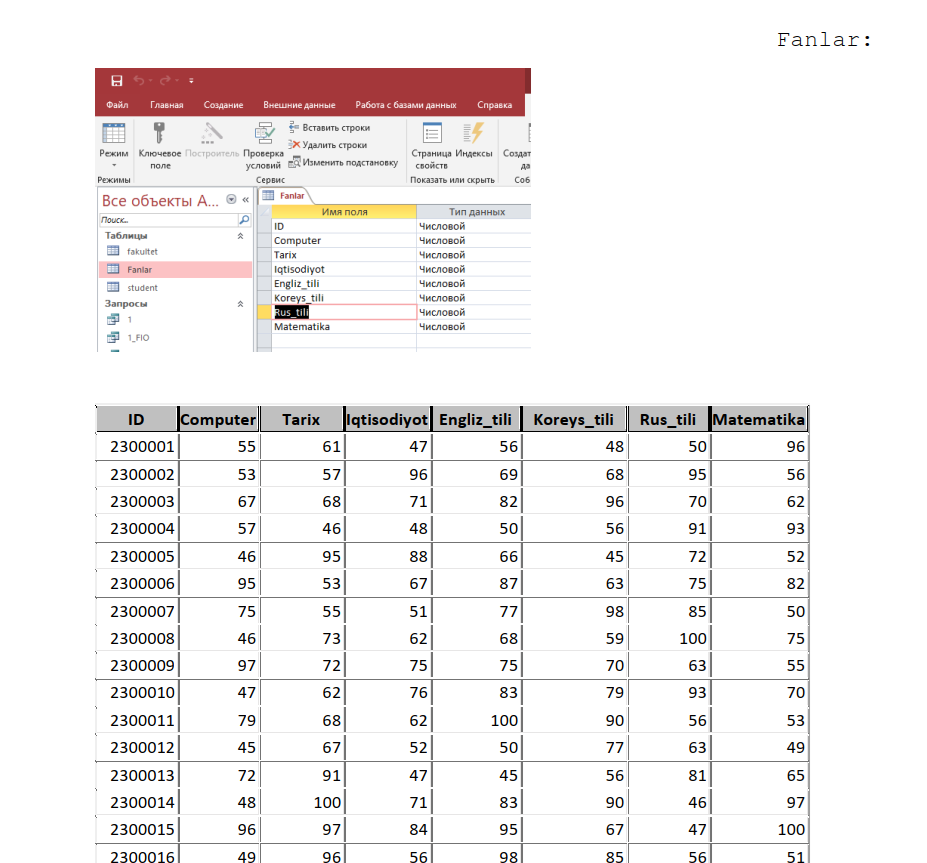 Fanlar:
Файл Главная Создание Внешние данные Работа с базами данных Справка
Режим Ключевое поле Построитель Проверка условий Вставить строки Удалить строки Изменить подстановку Страница свойств Индексы
Режимы Сервис Показать или скрыть
Все объекты A... « Fanlar
Поиск...
Имя поля Тип данных
Таблицы
fakultet
Fanlar
student
Запросы
1
1_FIO
ID Числовой
Computer Числовой
Tarix Числовой
Iqtisodiyot Числовой
Engliz_tili Числовой
Koreys_tili Числовой
Rus_tili Числовой
Matematika Числовой
ID Computer Tarix Iqtisodiyot Engliz_tili Koreys_tili Rus_tili Matematika
2300001 55 61 47 56 48 50 96
2300002 53 57 96 69 68 95 56
2300003 67 68 71 82 96 70 62
2300004 57 46 48 50 56 91 93
2300005 46 95 88 66 45 72 52
2300006 95 53 67 87 63 75 82
2300007 75 55 51 77 98 85 50
2300008 46 73 62 68 59 100 75
2300009 97 72 75 75 70 63 55
2300010 47 62 76 83 79 93 70
2300011 79 68 62 100 90 56 53
2300012 45 67 52 50 77 63 49
2300013 72 91 47 45 56 81 65
2300014 48 100 71 83 90 46 97
2300015 96 97 84 95 67 47 100
2300016 49 96 56 98 85 56 51